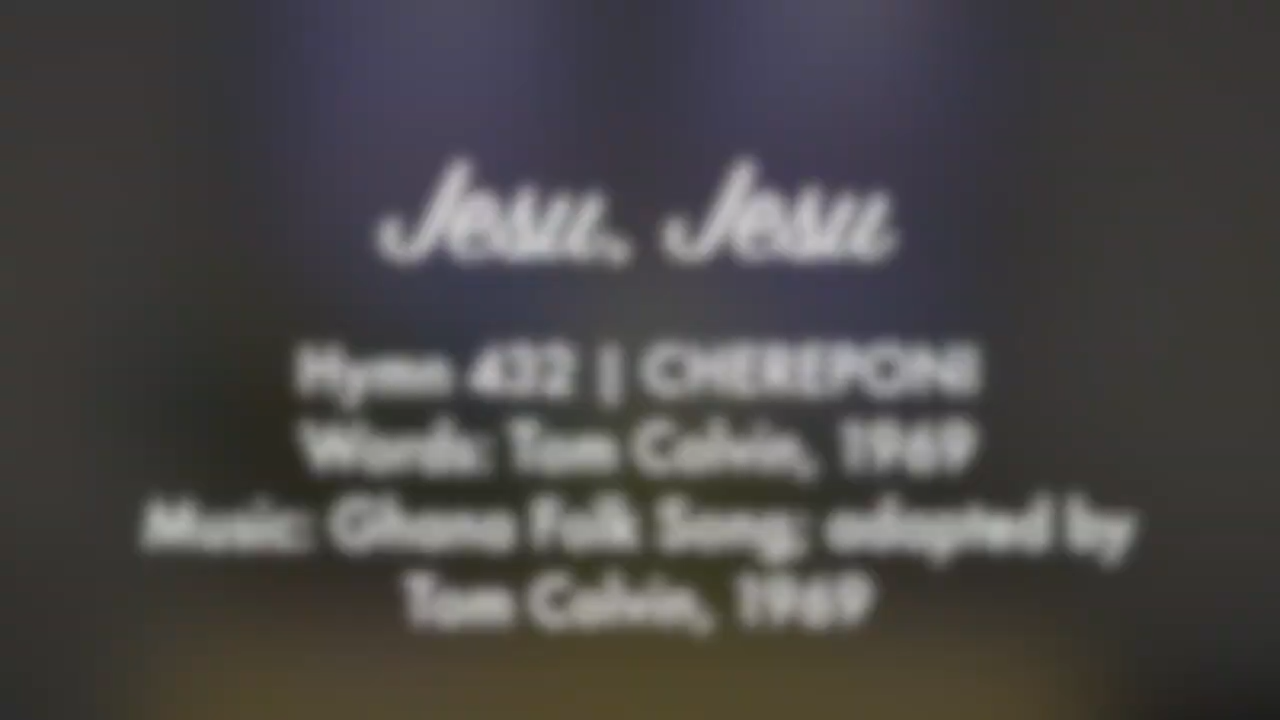 Jesu, Jesu
Hymn 432 | CHEREPONI
Words: Tom Colvin, 1969
Music: Ghana Folk Song; adapted by
Tom Colvin, 1969